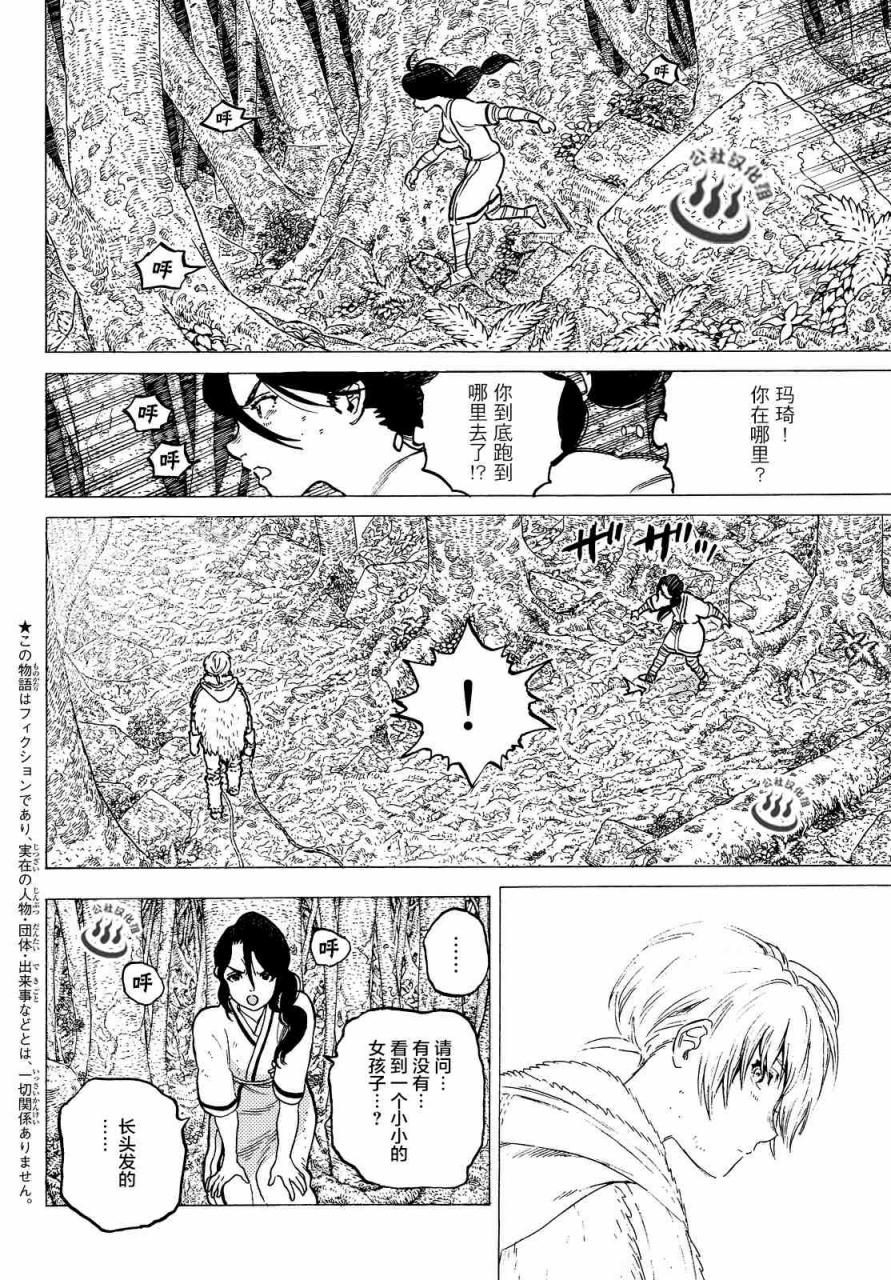 呼
公社汉化组
呼
呼
玛琦！
你在哪里？
你到底跑到
哪里去了!?
呼
呼
ザザッ
！
公社汉化组
……
请问…
有没有…
看到一个小小的
女孩子…？
呼
呼
长头发的
……
公社汉化组
★この物語はフィクションであり、実在の人物・団体・出来事などとは、一切関係ありません。